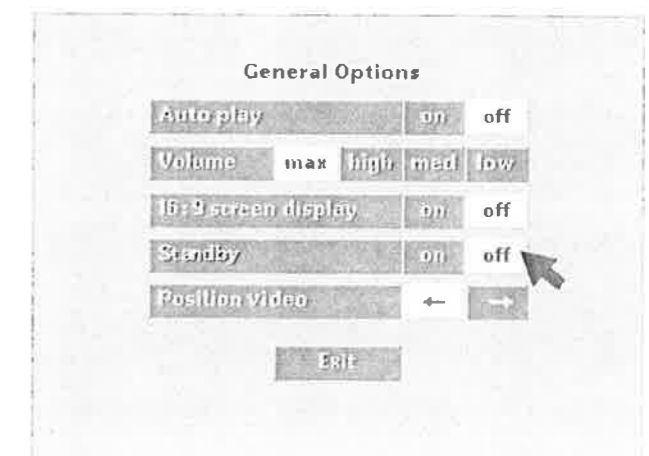 General Options
Auto play on off
Volume max high med low
16:9 screen display on off
Standby on off
Position video ← →
Exit